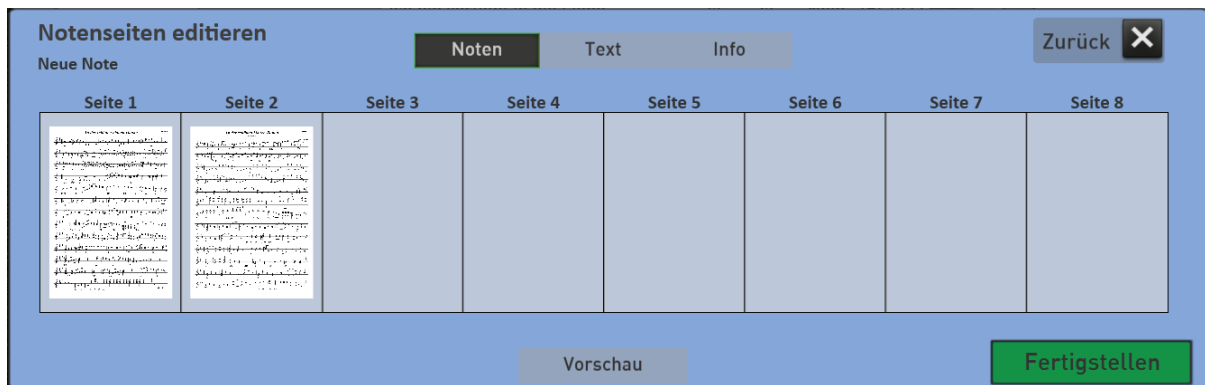 Notenseiten editieren
Neue Note
Noten Text Info
Zurück
Seite 1 Seite 2 Seite 3 Seite 4 Seite 5 Seite 6 Seite 7 Seite 8
Vorschau
Fertigstellen